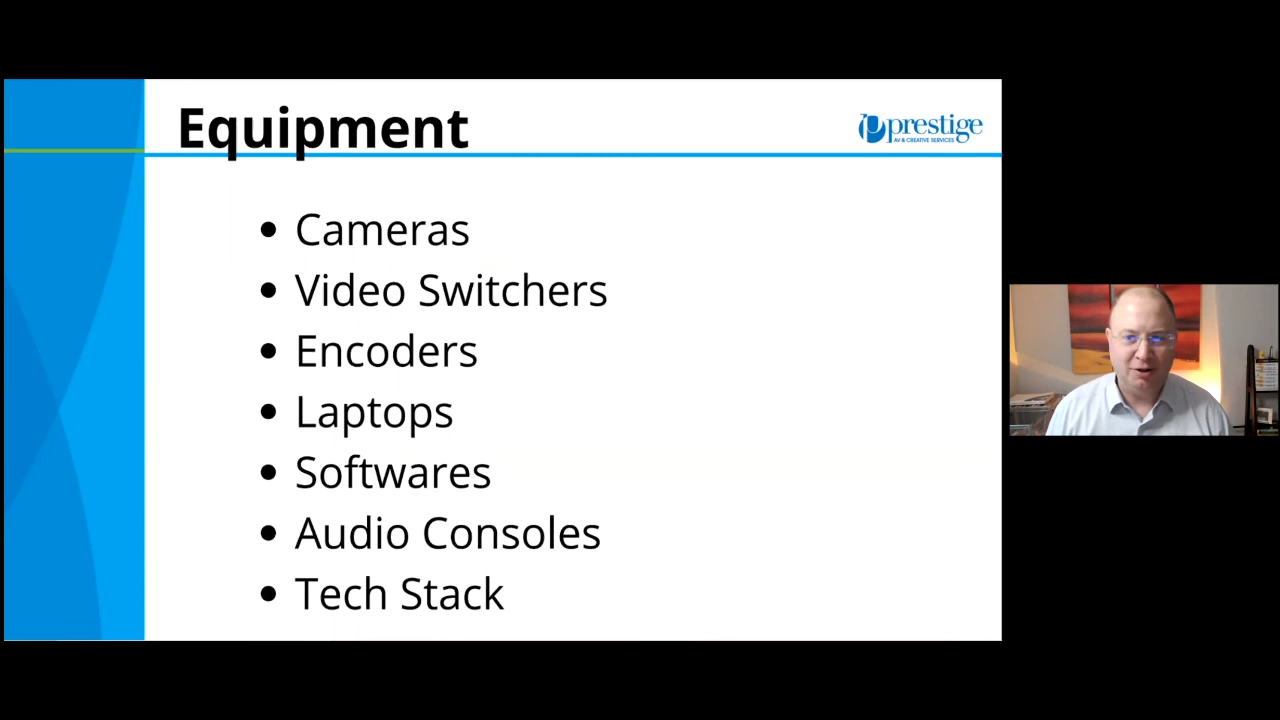 Equipment
prestige
AV & CREATIVE SERVICES
• Cameras
• Video Switchers
• Encoders
• Laptops
• Softwares
• Audio Consoles
• Tech Stack